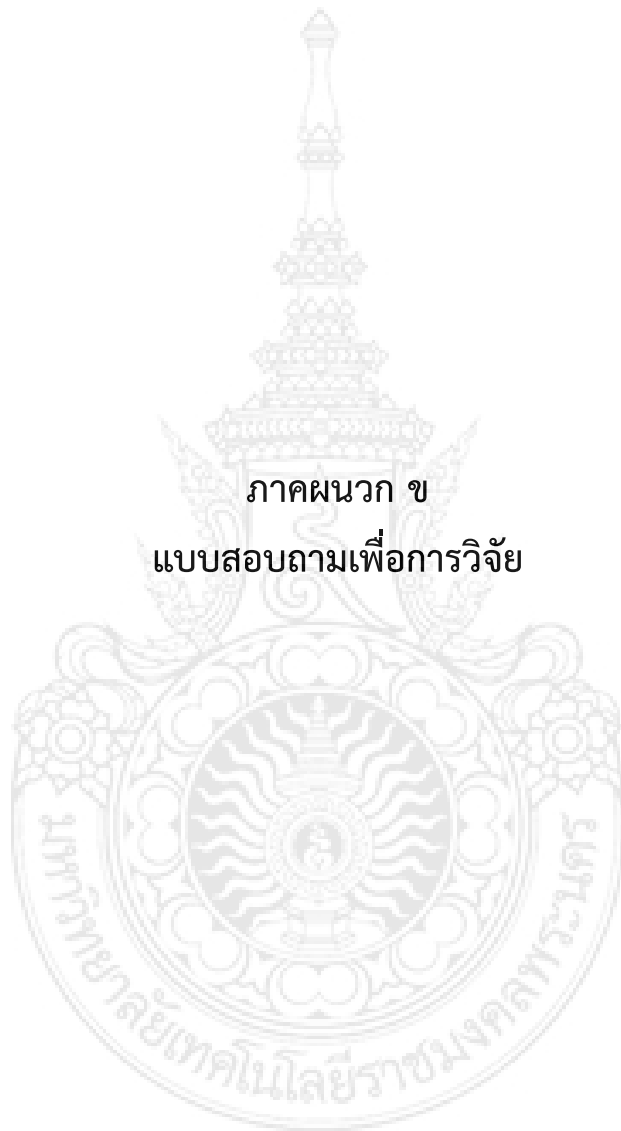 ภาคผนวก ข
แบบสอบถามเพื่อการวิจัย
มหาวิทยาลัยเทคโนโลยีราชมงคลพระนคร